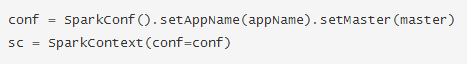 conf = SparkConf().setAppName(appName).setMaster(master)
sc = SparkContext(conf=conf)